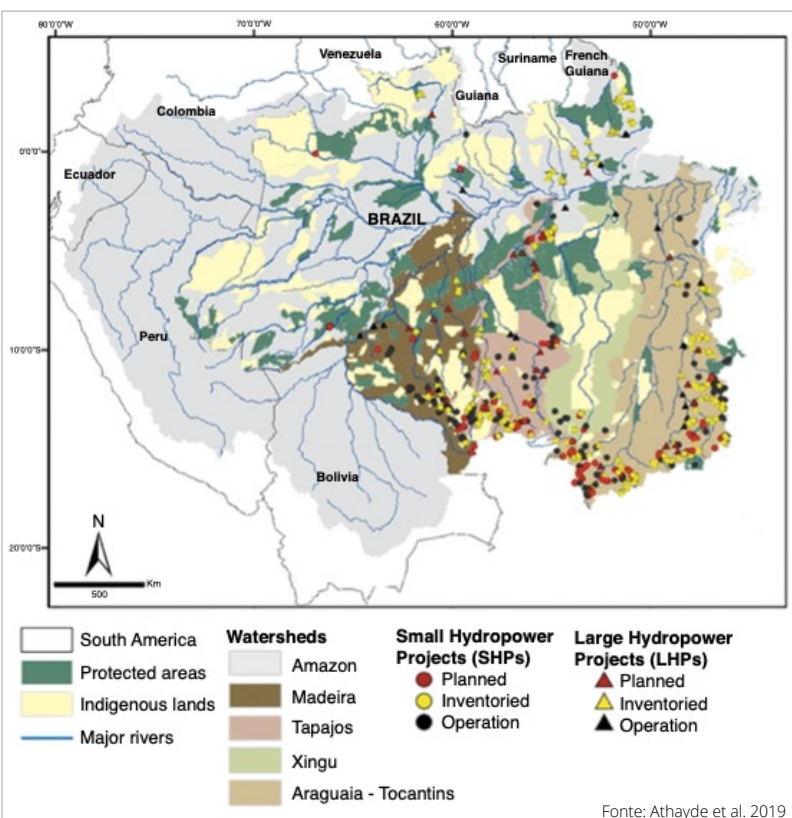 80°0'0"W 70°0'0"W 60°0'0"W 50°0'0"W
Venezuela
Suriname
French
Guiana
Guiana
Colombia
0°0'0"
Ecuador
BRAZIL
Peru
10°0'0"S
Bolivia
N
20°0'0"S
Km
500
South America
Protected areas
Indigenous lands
Major rivers
Watersheds
Amazon
Madeira
Tapajos
Xingu
Araguaia - Tocantins
Small Hydropower
Projects (SHPs)
Planned
Inventoried
Operation
Large Hydropower
Projects (LHPs)
Planned
Inventoried
Operation
Fonte: Athayde et al. 2019